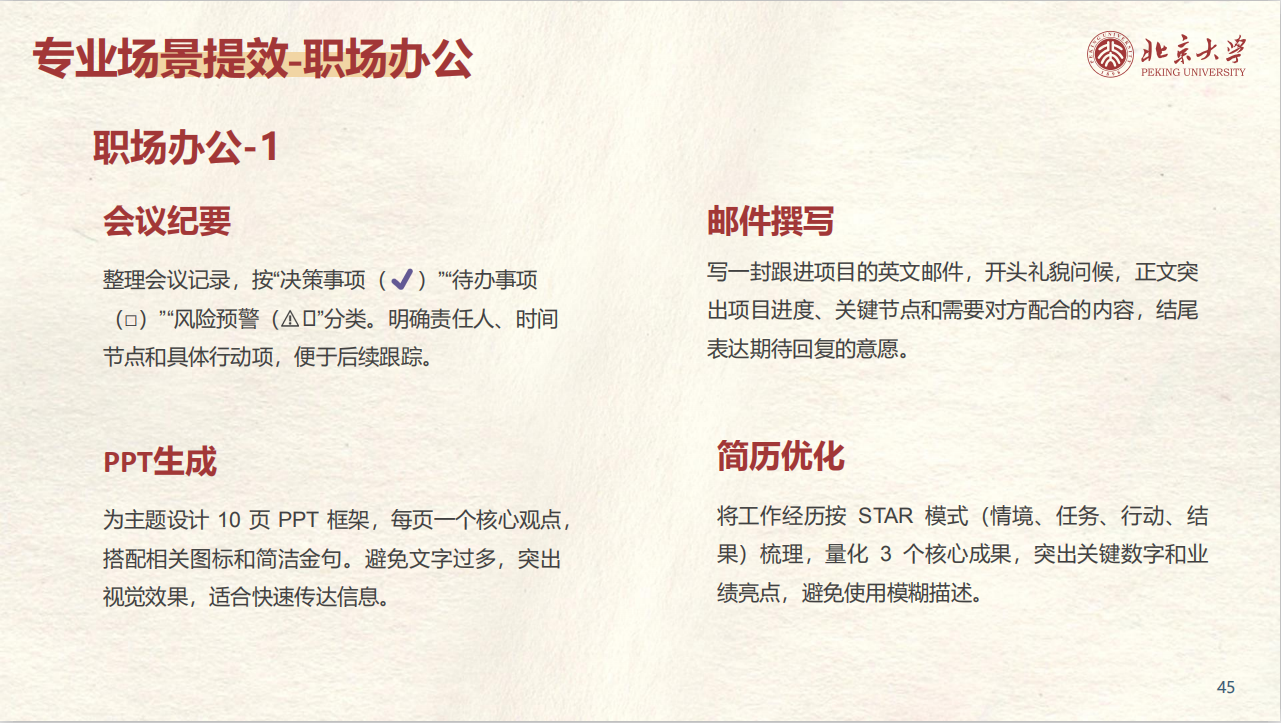 专业场景提效-职场办公
北京大学
PEKING UNIVERSITY
职场办公-1
会议纪要
整理会议记录，按“决策事项（✔）”“待办事项
（□）”“风险预警（⚠▯”分类。明确责任人、时间
节点和具体行动项，便于后续跟踪。
邮件撰写
写一封跟进项目的英文邮件，开头礼貌问候，正文突
出项目进度、关键节点和需要对方配合的内容，结尾
表达期待回复的意愿。
PPT生成
为主题设计 10 页 PPT 框架，每页一个核心观点，
搭配相关图标和简洁金句。避免文字过多，突出
视觉效果，适合快速传达信息。
简历优化
将工作经历按 STAR 模式（情境、任务、行动、结
果）梳理，量化 3 个核心成果，突出关键数字和业
绩亮点，避免使用模糊描述。
45